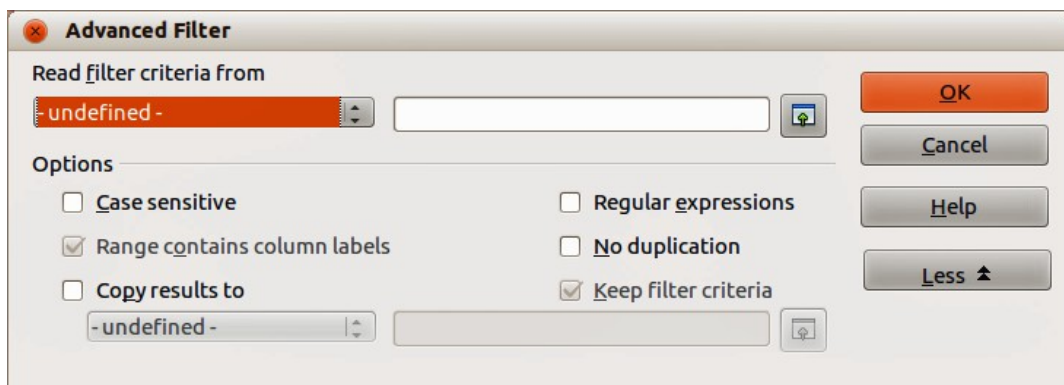 Advanced Filter
Read filter criteria from
- undefined -
OK
Cancel
Options
Case sensitive
Regular expressions
Help
Range contains column labels
No duplication
Less
Copy results to
Keep filter criteria
- undefined -